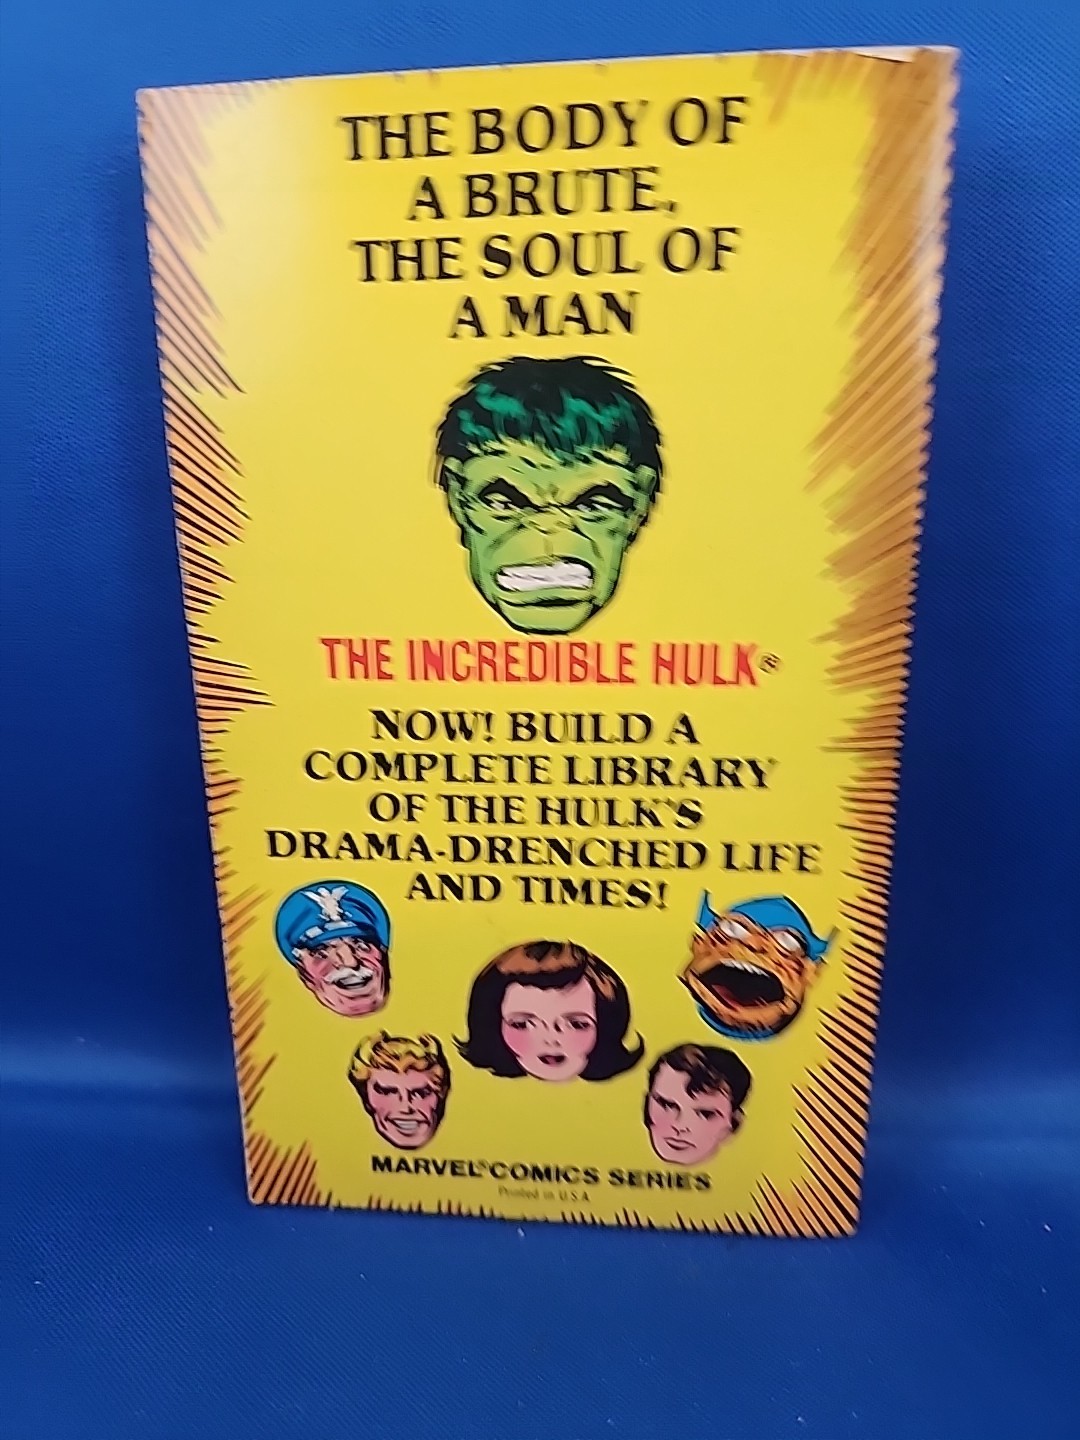 THE BODY OF
A BRUTE,
THE SOUL OF
A MAN
THE INCREDIBLE HULK®
NOW! BUILD A
COMPLETE LIBRARY
OF THE HULK'S
DRAMA-DRENCHED LIFE
AND TIMES!
MARVEL® COMICS SERIES
Printed in U.S.A.